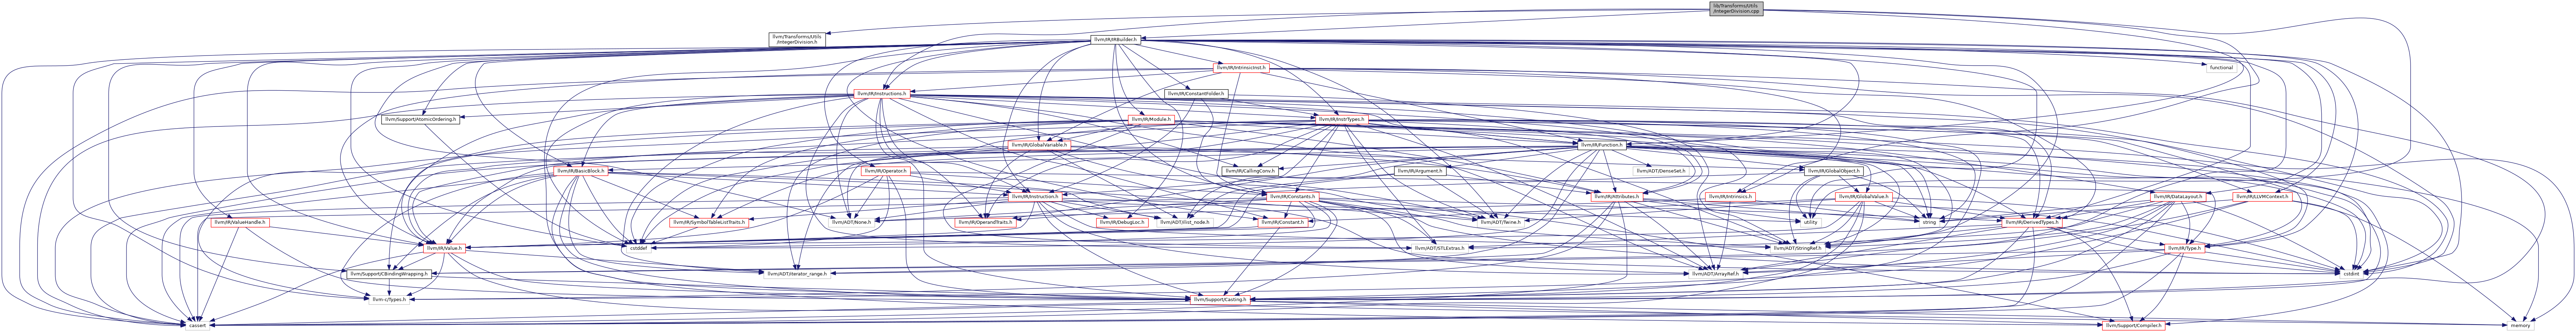 lib/Transforms/Utils
/IntegerDivision.cpp
llvm/Transforms/Utils
/IntegerDivision.h
llvm/IR/IRBuilder.h
llvm/IR/IntrinsicInst.h
functional
llvm/IR/Instructions.h
llvm/IR/ConstantFolder.h
llvm/Support/AtomicOrdering.h
llvm/IR/Module.h
llvm/IR/InstrTypes.h
llvm/IR/GlobalVariable.h
llvm/IR/Function.h
llvm/IR/BasicBlock.h
llvm/IR/Operator.h
llvm/IR/CallingConv.h
llvm/IR/Argument.h
llvm/ADT/DenseSet.h
llvm/IR/GlobalObject.h
llvm/IR/Instruction.h
llvm/IR/Constants.h
llvm/IR/Attributes.h
llvm/IR/Intrinsics.h
llvm/IR/GlobalValue.h
llvm/IR/DataLayout.h
llvm/IR/LLVMContext.h
llvm/IR/ValueHandle.h
llvm/IR/SymbolTableListTraits.h
llvm/ADT/None.h
llvm/IR/OperandTraits.h
llvm/IR/DebugLoc.h
llvm/ADT/ilist_node.h
llvm/IR/Constant.h
llvm/ADT/Twine.h
utility
string
llvm/IR/DerivedTypes.h
llvm/IR/Value.h
cstddef
llvm/ADT/STLExtras.h
llvm/ADT/StringRef.h
llvm/IR/Type.h
llvm/Support/CBindingWrapping.h
llvm/ADT/iterator_range.h
llvm/ADT/ArrayRef.h
cstdint
llvm-c/Types.h
llvm/Support/Casting.h
cassert
llvm/Support/Compiler.h
memory